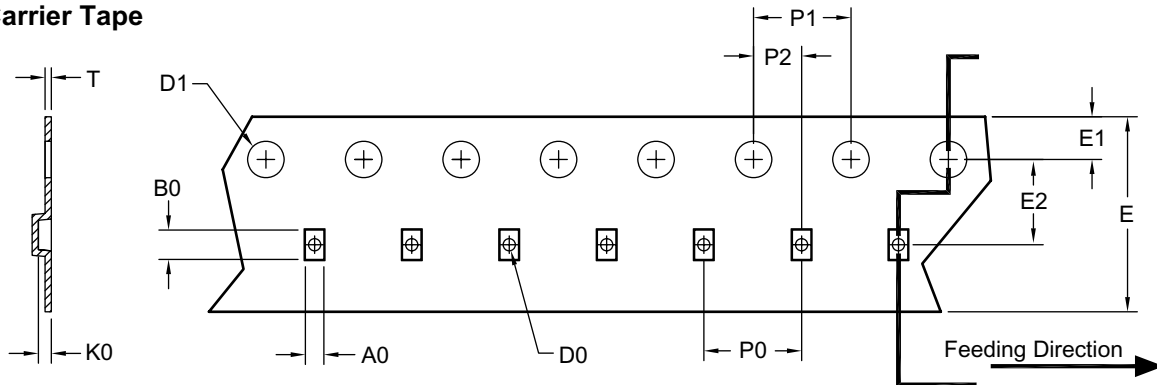 Carrier Tape
P1
P2
T
D1
E1
B0
E2
E
K0
A0
D0
P0
Feeding Direction